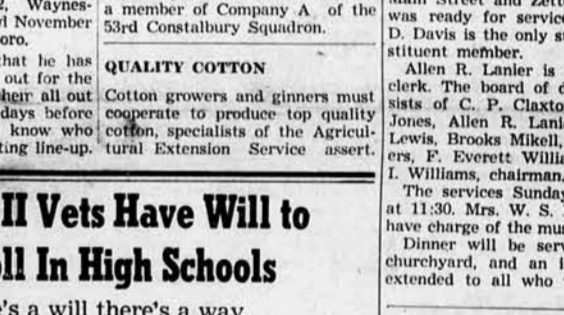 2, Waynes-
d November
oro.
that he has
out for the
their all out
days before
know who
ting line-up.
a member of Company A of the
53rd Constalbury Squadron.
QUALITY COTTON
Cotton growers and ginners must
cooperate to produce top quality
cotton, specialists of the Agricul-
tural Extension Service assert.
II Vets Have Will to
ll In High Schools
e's a will there's a way
was ready for service
D. Davis is the only s
stituent member.
Allen R. Lanier is
clerk. The board of d
sists of C. P. Claxto
Jones, Allen R. Lani
Lewis, Brooks Mikell,
ers, F. Everett Willia
I. Williams, chairman,
The services Sunday
at 11:30. Mrs. W. S.
have charge of the mus
Dinner will be serv
churchyard, and an i
extended to all who